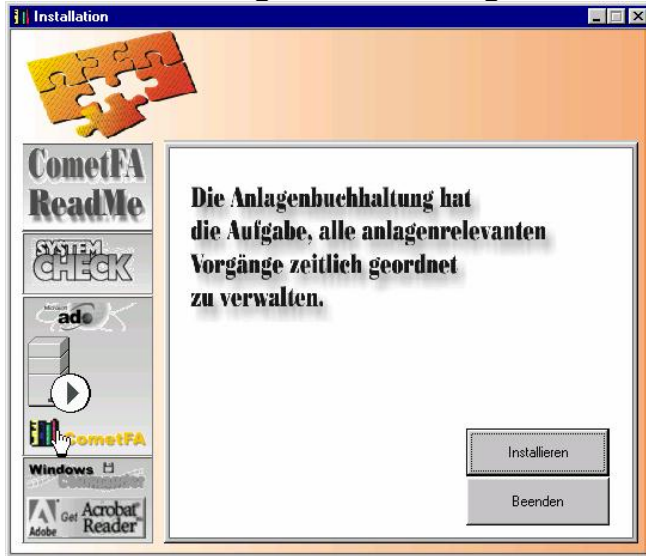 Installation
CometFA
ReadMe
SYSTEM
CHECK
Microsoft
ado
CometFA
Windows
Commander
Adobe
Get Acrobat
Reader
Die Anlagenbuchhaltung hat
die Aufgabe, alle anlagenrelevanten
Vorgänge zeitlich geordnet
zu verwalten.
Installieren
Beenden